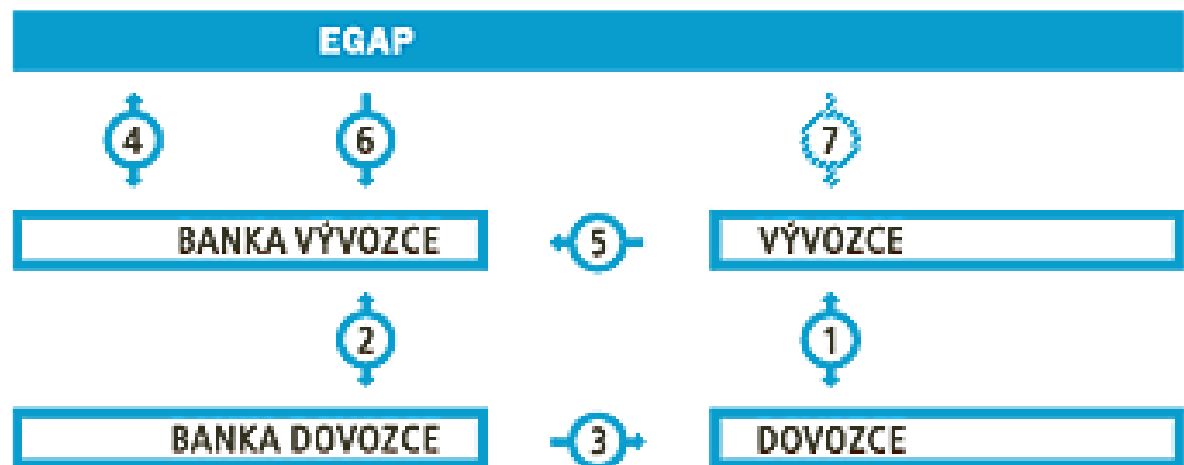 EGAP
4 6 7
BANKA VÝVOZCE 5 VÝVOZCE
2 1
BANKA DOVOZCE 3 DOVOZCE